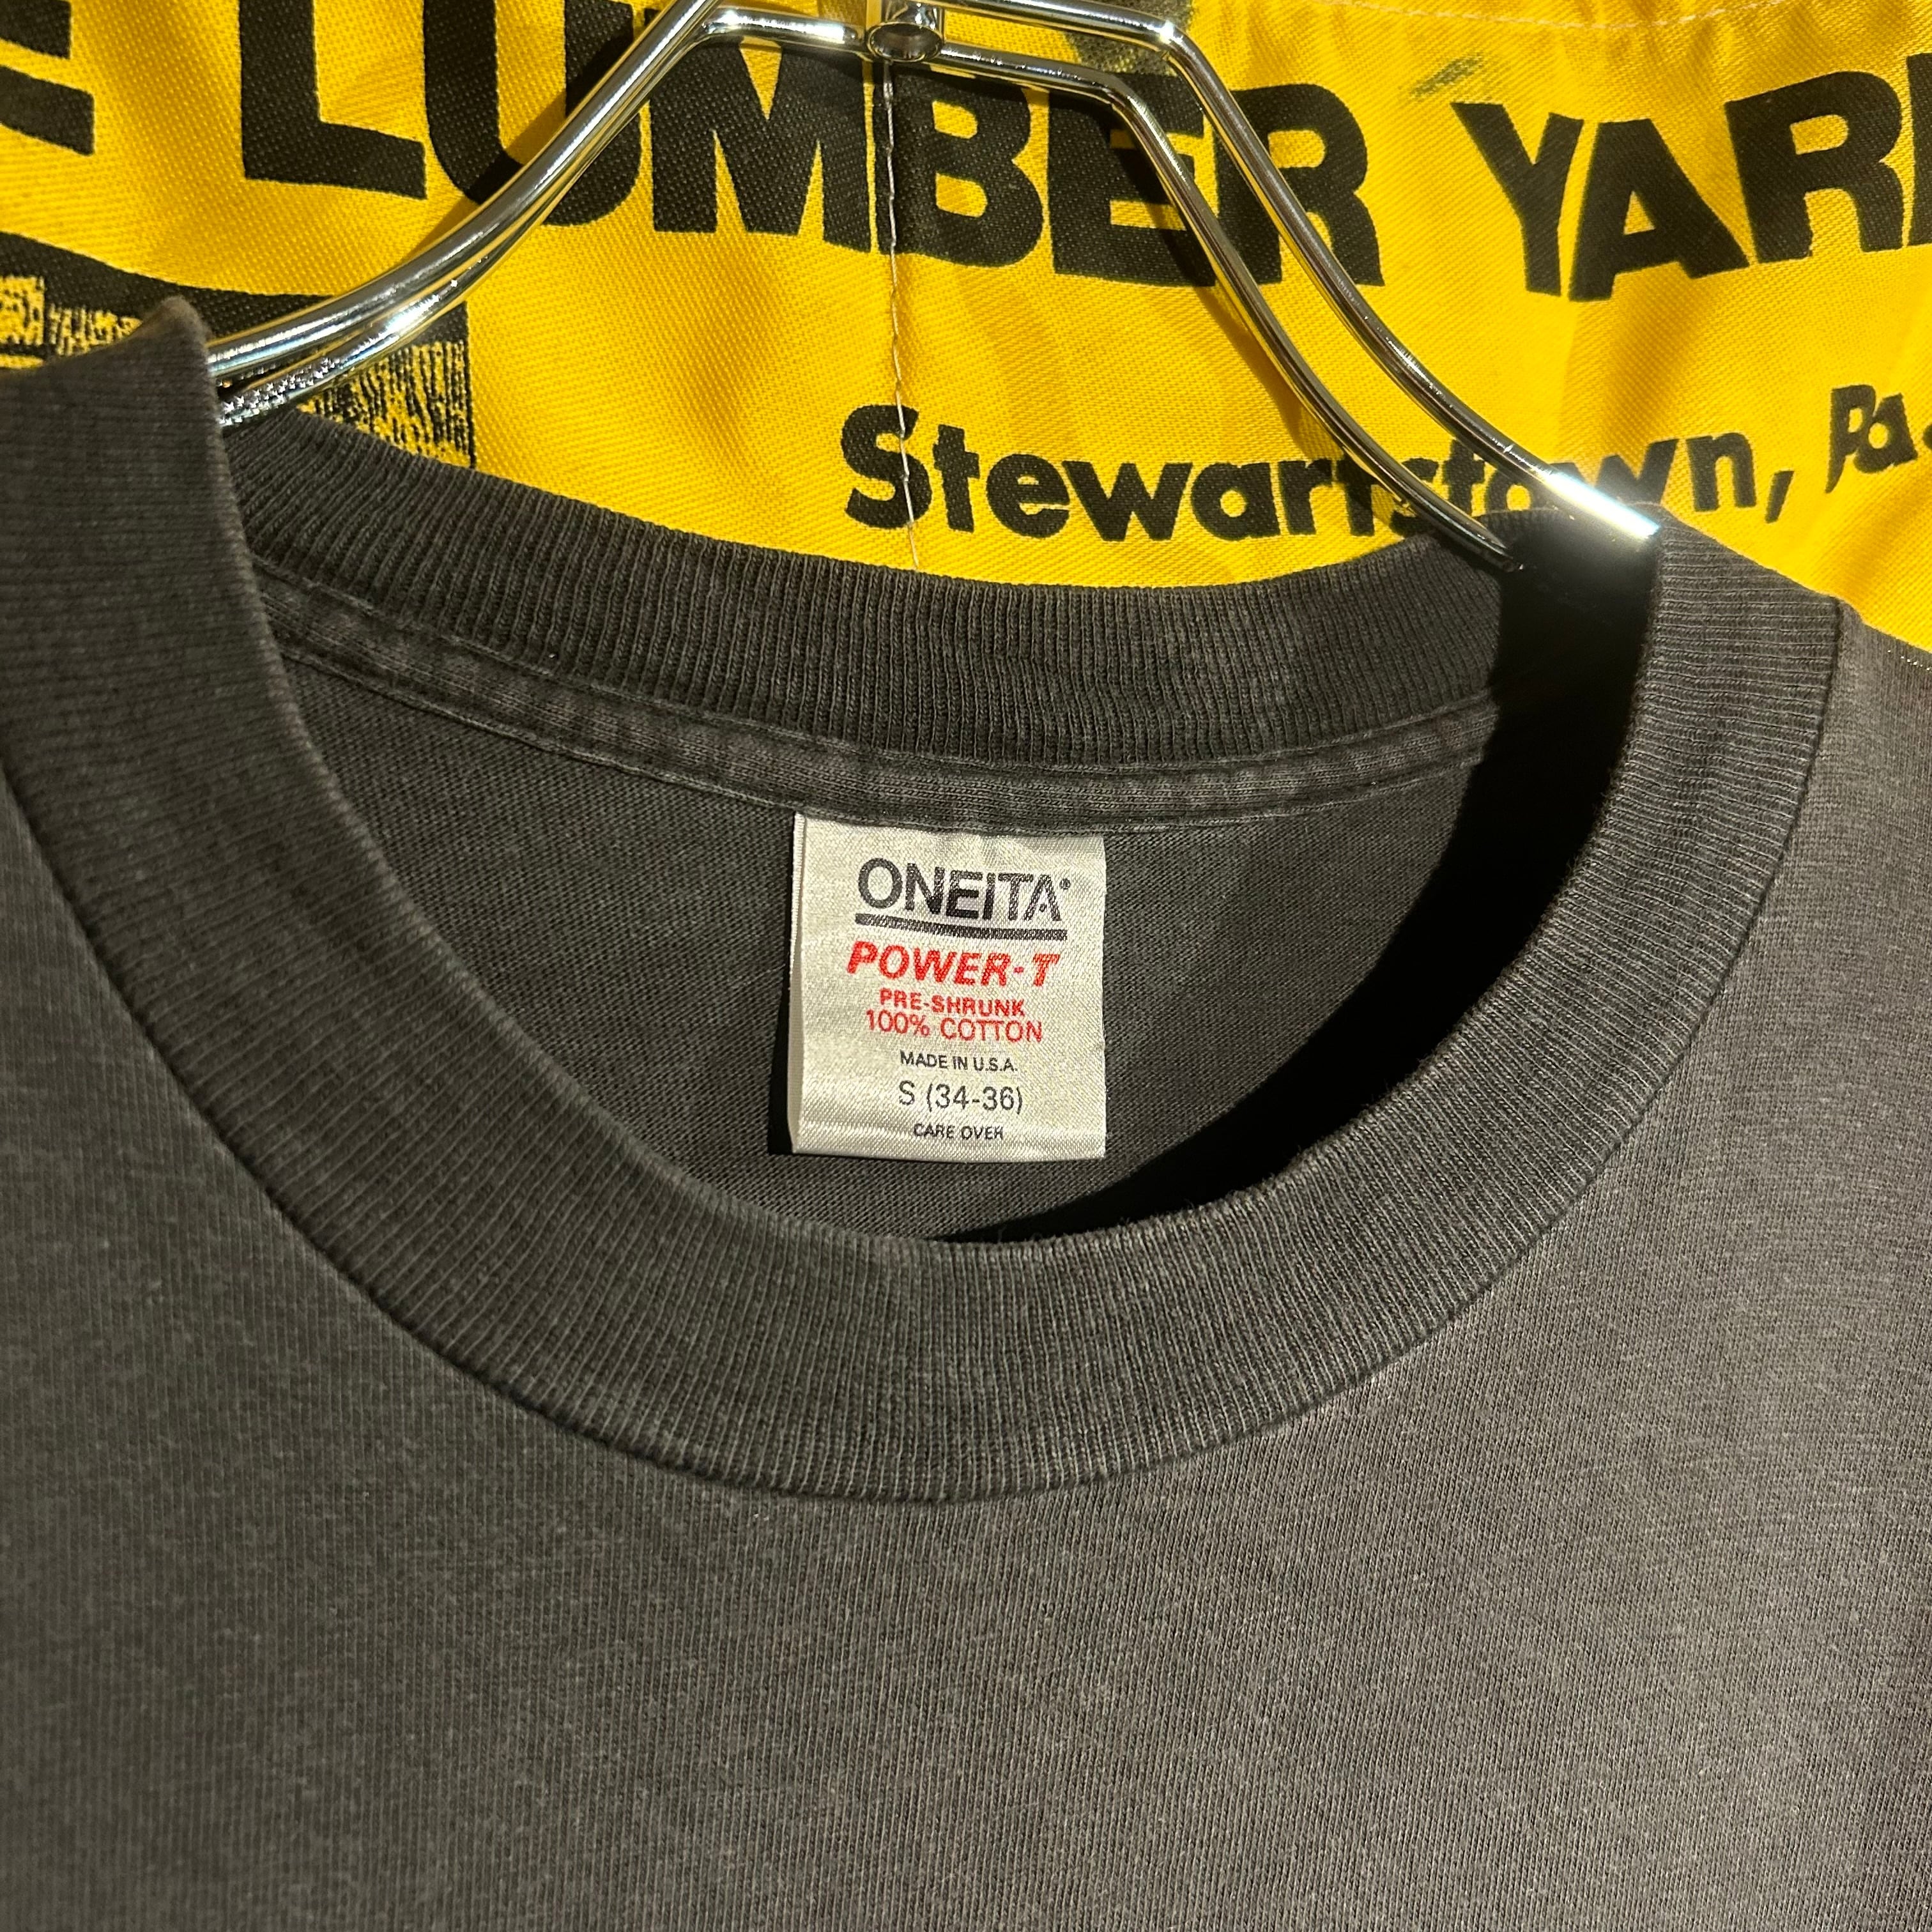 E LUMBER YAR
Stewartstown, Pa.
ONEITA®
POWER-T
PRE-SHRUNK
100% COTTON
MADE IN U.S.A.
S (34-36)
CARE OVER